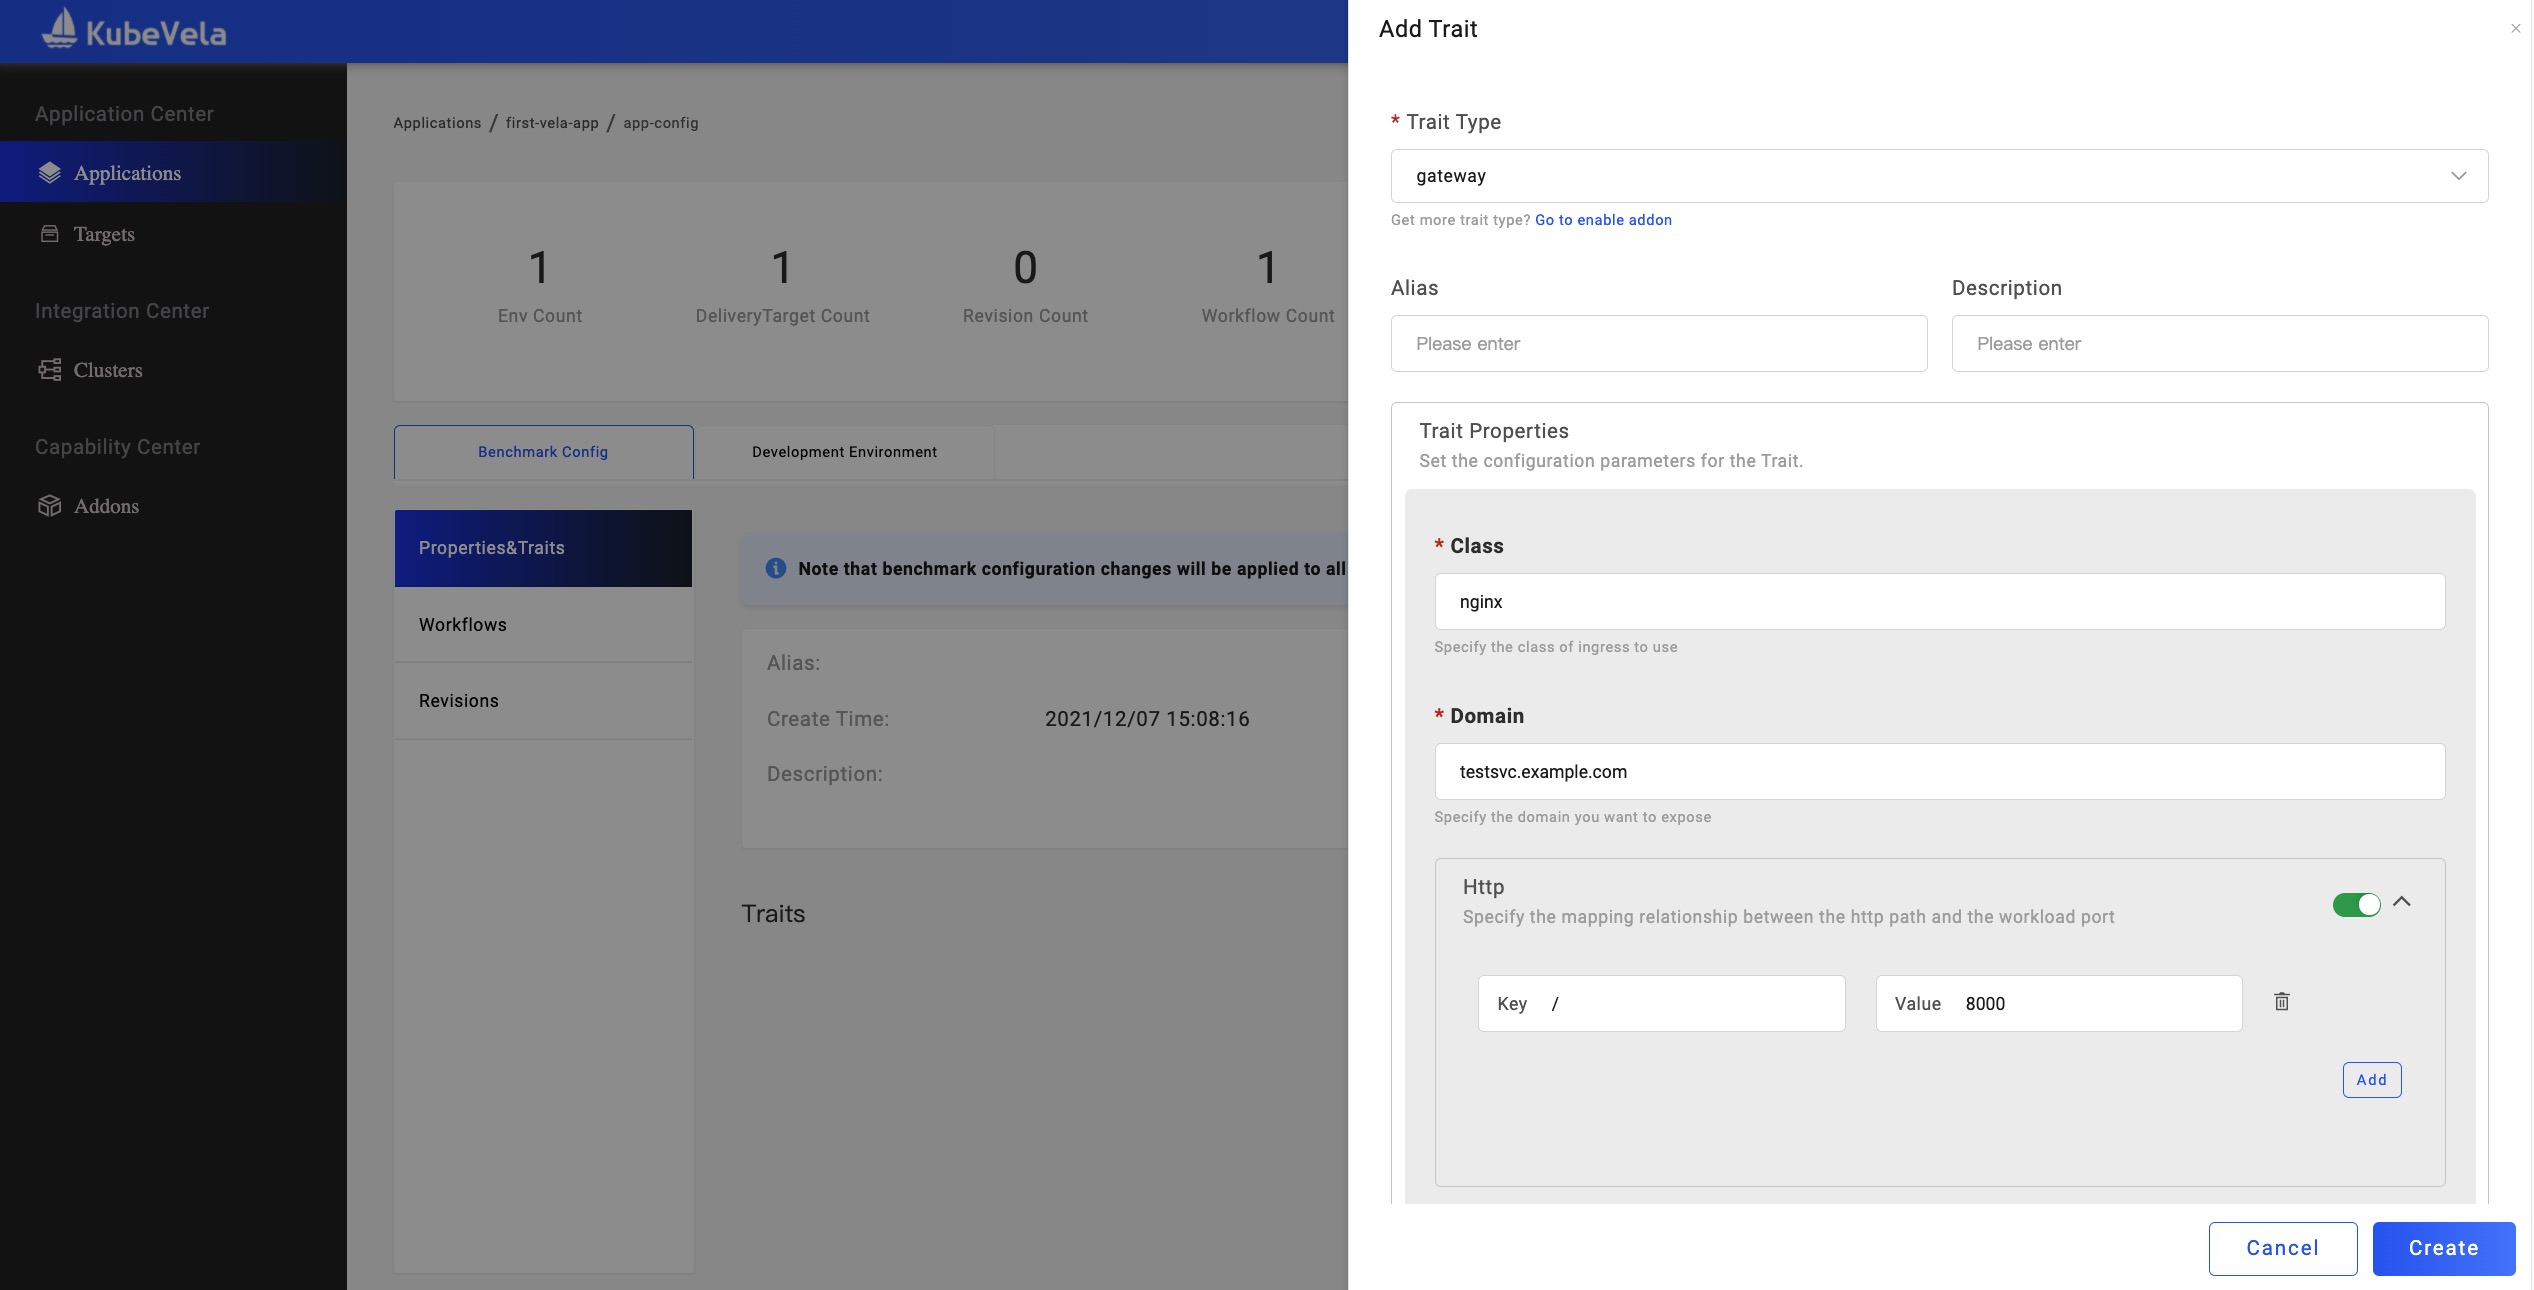 KubeVela
Application Center
Applications
Targets
Integration Center
Clusters
Capability Center
Addons
Applications / first-vela-app / app-config
1
Env Count
1
DeliveryTarget Count
0
Revision Count
1
Workflow Count
Benchmark Config
Development Environment
Properties&Traits
Workflows
Revisions
Note that benchmark configuration changes will be applied to all
Alias:
Create Time: 2021/12/07 15:08:16
Description:
Traits
Add Trait
* Trait Type
gateway
Get more trait type? Go to enable addon
Alias
Please enter
Description
Please enter
Trait Properties
Set the configuration parameters for the Trait.
* Class
nginx
Specify the class of ingress to use
* Domain
testsvc.example.com
Specify the domain you want to expose
Http
Specify the mapping relationship between the http path and the workload port
Key /
Value 8000
Add
Cancel
Create